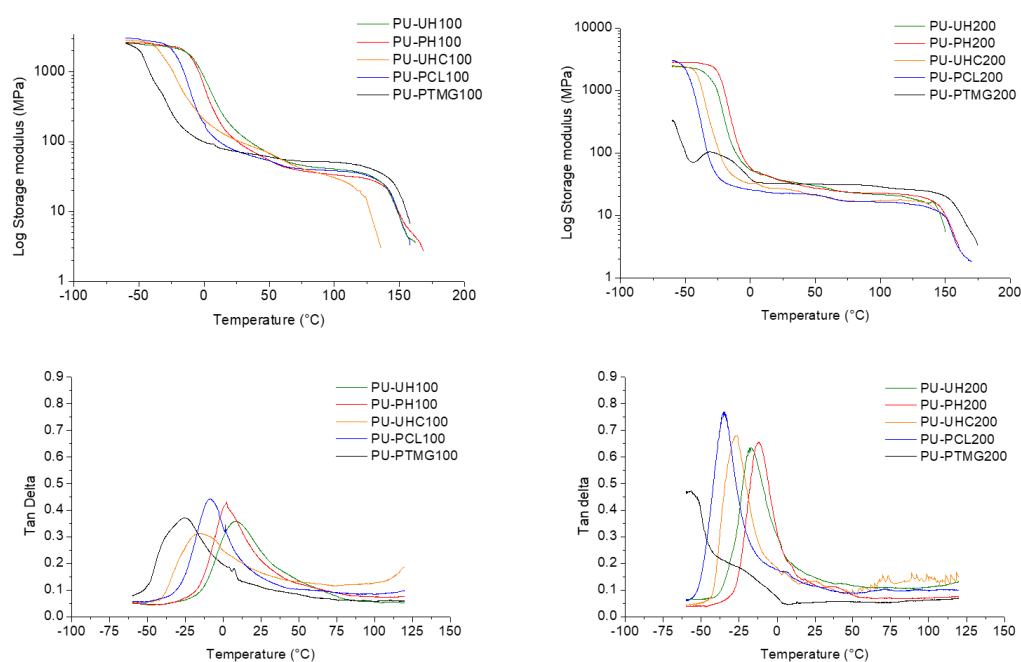 PU-UH100
PU-PH100
PU-UHC100
PU-PCL100
PU-PTMG100
1000
100
10
1
-100 -50 0 50 100 150 200
Log Storage modulus (MPa)
Temperature (°C)
PU-UH200
PU-PH200
PU-UHC200
PU-PCL200
PU-PTMG200
10000
1000
100
10
1
-100 -50 0 50 100 150 200
Log Storage modulus (MPa)
Temperature (°C)
PU-UH100
PU-PH100
PU-UHC100
PU-PCL100
PU-PTMG100
0.9
0.8
0.7
0.6
0.5
0.4
0.3
0.2
0.1
0.0
-100 -75 -50 -25 0 25 50 75 100 125 150
Tan Delta
Temperature (°C)
PU-UH200
PU-PH200
PU-UHC200
PU-PCL200
PU-PTMG200
0.9
0.8
0.7
0.6
0.5
0.4
0.3
0.2
0.1
0.0
-100 -75 -50 -25 0 25 50 75 100 125 150
Tan delta
Temperature (°C)